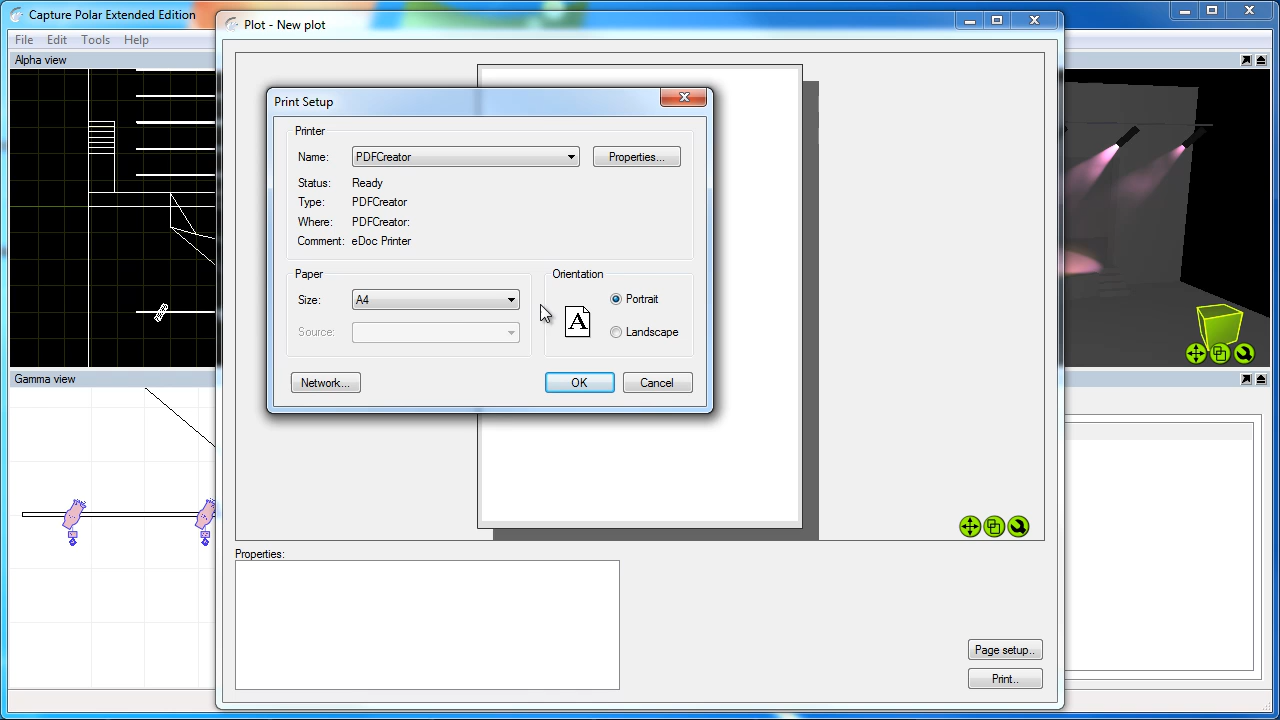 Capture Polar Extended Edition
File Edit Tools Help
Alpha view
Plot - New plot
Print Setup
Printer
Name: PDFCreator Properties...
Status: Ready
Type: PDFCreator
Where: PDFCreator:
Comment: eDoc Printer
Paper
Size: A4
Source:
Orientation
A
Portrait
Landscape
Network... OK Cancel
Gamma view
Properties:
Page setup..
Print..